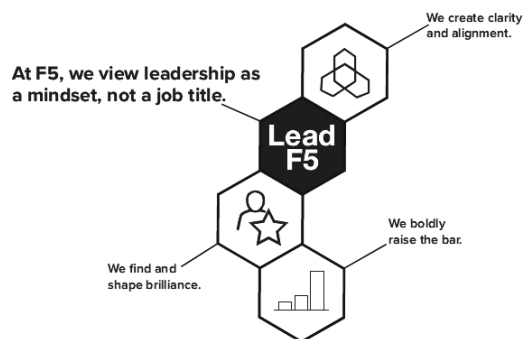 We create clarity
and alignment.
At F5, we view leadership as
a mindset, not a job title.
Lead
F5
We boldly
raise the bar.
We find and
shape brilliance.